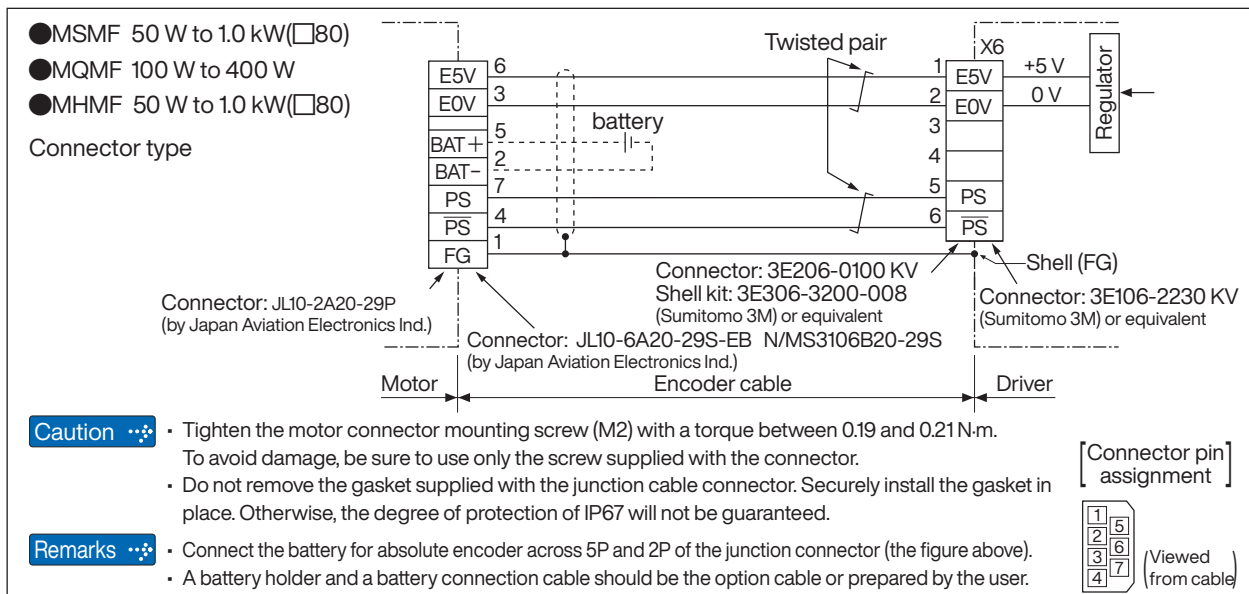 ●MSMF 50 W to 1.0 kW(□80)
●MQMF 100 W to 400 W
●MHMF 50 W to 1.0 kW(□80)
Connector type
E5V 6
E0V 3
BAT+ 5
BAT− 2
PS 7
P̅S̅ 4
FG 1
battery
Twisted pair
X6
1 E5V +5 V
2 E0V 0 V
3
4
5 PS
6 P̅S̅
Regulator
Shell (FG)
Connector: JL10-2A20-29P
(by Japan Aviation Electronics Ind.)
Connector: JL10-6A20-29S-EB N/MS3106B20-29S
(by Japan Aviation Electronics Ind.)
Connector: 3E206-0100 KV
Shell kit: 3E306-3200-008
(Sumitomo 3M) or equivalent
Connector: 3E106-2230 KV
(Sumitomo 3M) or equivalent
Motor Encoder cable Driver
Caution
・Tighten the motor connector mounting screw (M2) with a torque between 0.19 and 0.21 N·m.
To avoid damage, be sure to use only the screw supplied with the connector.
・Do not remove the gasket supplied with the junction cable connector. Securely install the gasket in
place. Otherwise, the degree of protection of IP67 will not be guaranteed.
Remarks
・Connect the battery for absolute encoder across 5P and 2P of the junction connector (the figure above).
・A battery holder and a battery connection cable should be the option cable or prepared by the user.
[Connector pin
assignment]
1
2 5
3 6
4 7
(Viewed
from cable)